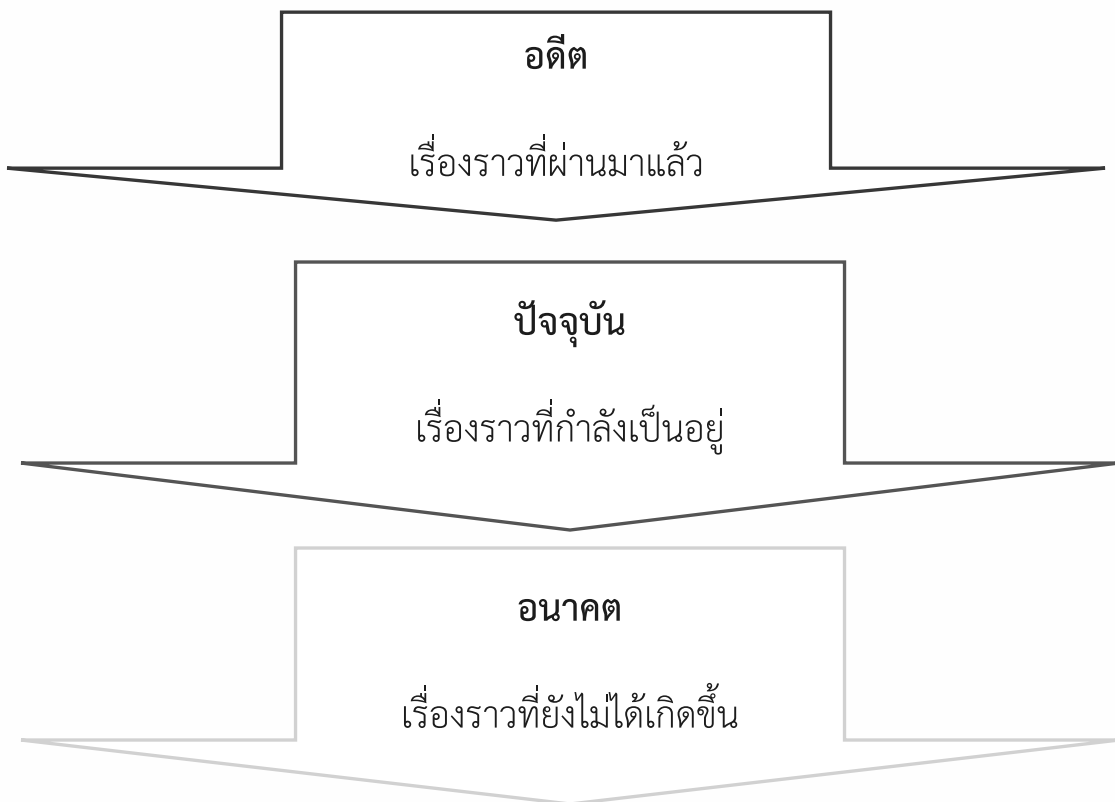 อดีต
เรื่องราวที่ผ่านมาแล้ว
ปัจจุบัน
เรื่องราวที่กำลังเป็นอยู่
อนาคต
เรื่องราวที่ยังไม่ได้เกิดขึ้น